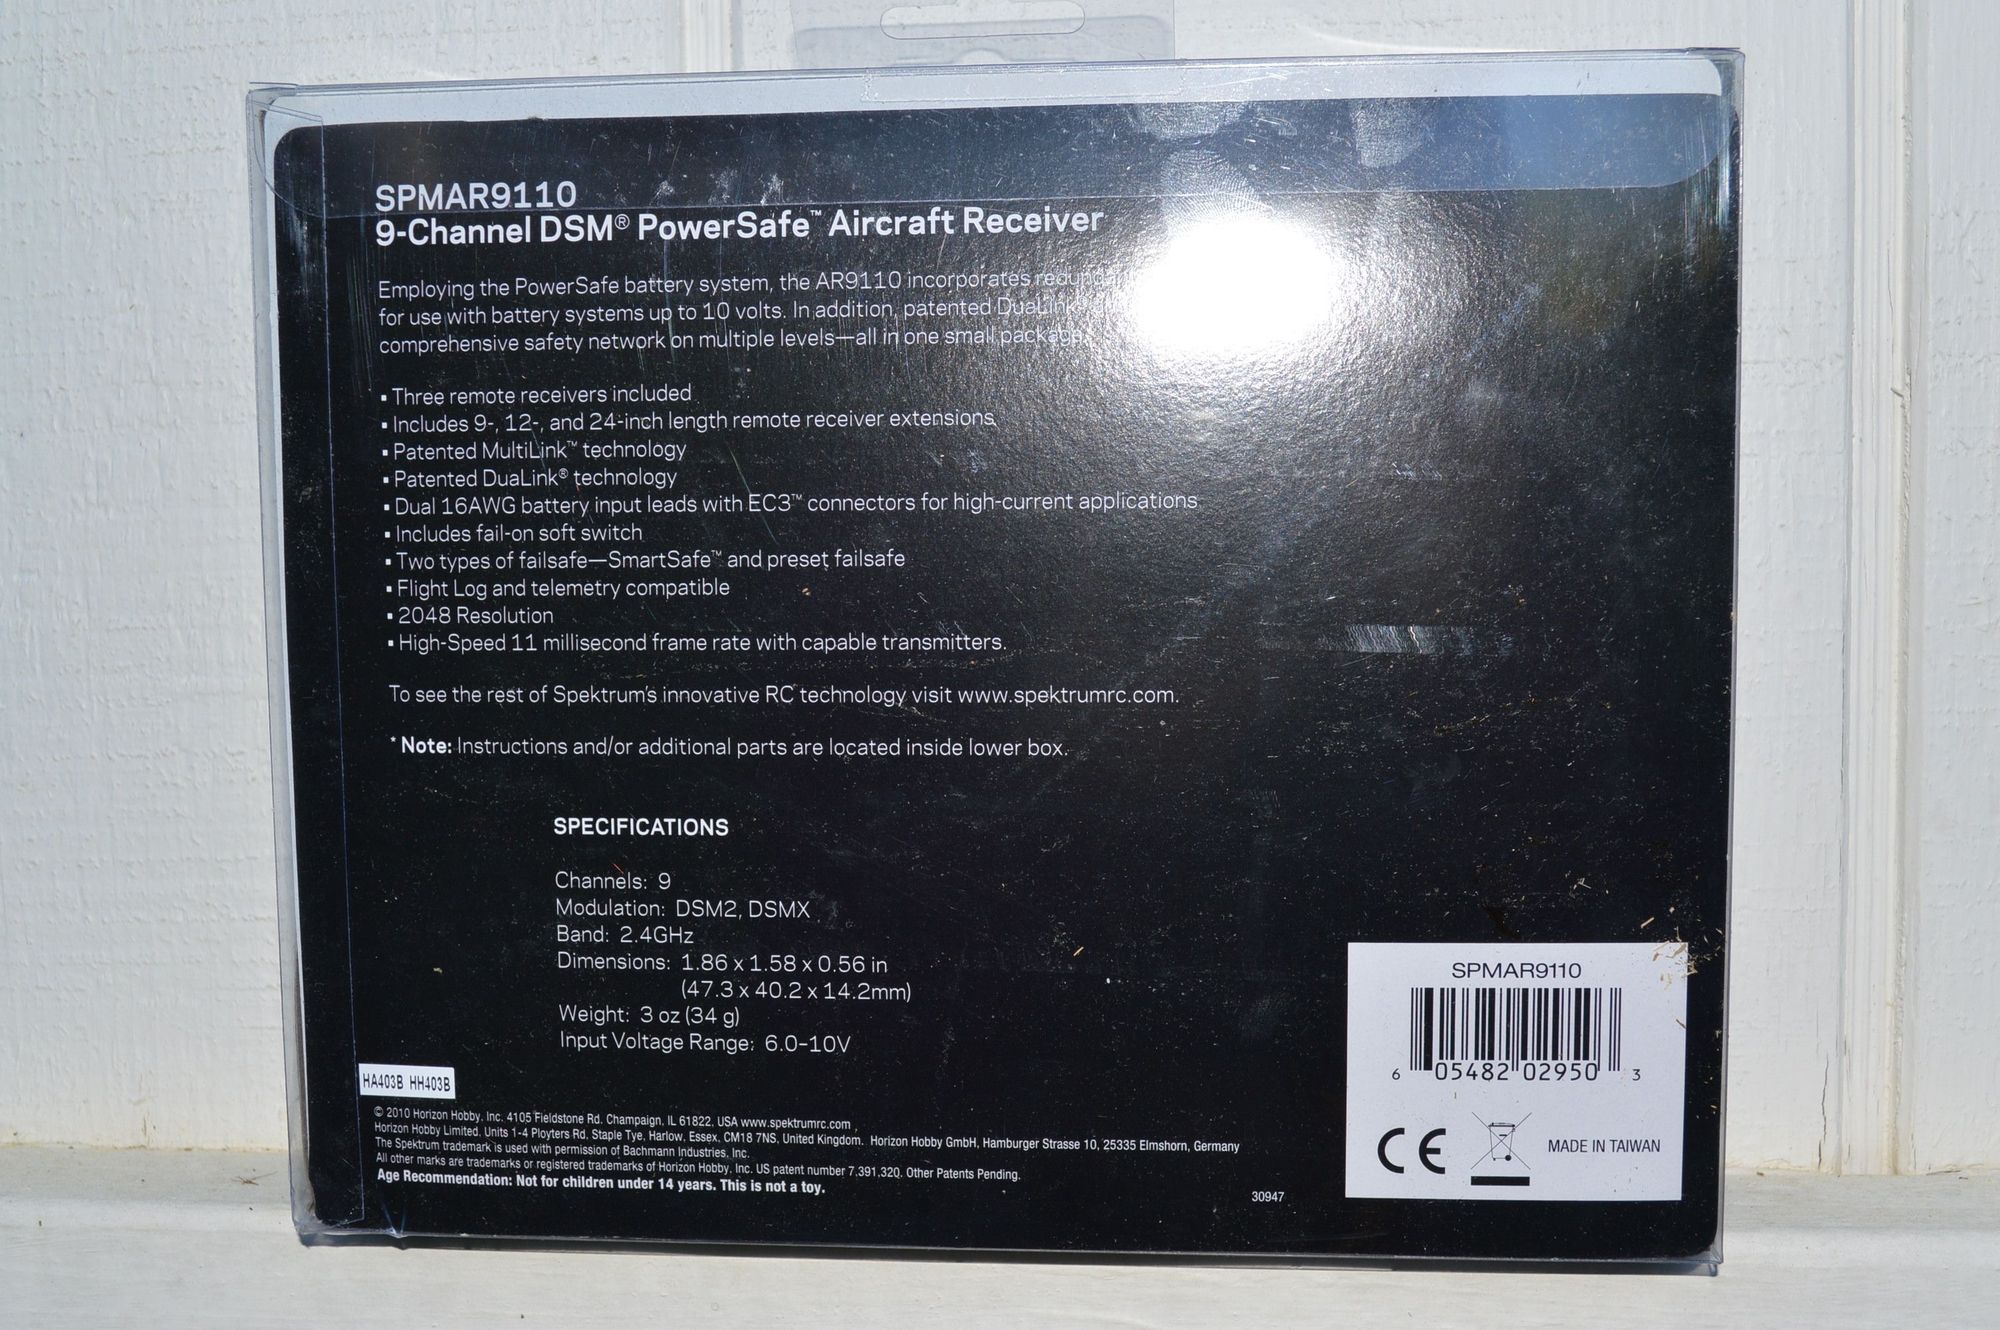 SPMAR9110
9-Channel DSM® PowerSafe™ Aircraft Receiver
Employing the PowerSafe battery system, the AR9110 incorporates
for use with battery systems up to 10 volts. In addition, patented DuaLink
comprehensive safety network on multiple levels—all in one small package.
▪ Three remote receivers included
▪ Includes 9-, 12-, and 24-inch length remote receiver extensions
▪ Patented MultiLink™ technology
▪ Patented DuaLink® technology
▪ Dual 16AWG battery input leads with EC3™ connectors for high-current applications
▪ Includes fail-on soft switch
▪ Two types of failsafe—SmartSafe™ and preset failsafe
▪ Flight Log and telemetry compatible
▪ 2048 Resolution
▪ High-Speed 11 millisecond frame rate with capable transmitters.
To see the rest of Spektrum's innovative RC technology visit www.spektrumrc.com.
* Note: Instructions and/or additional parts are located inside lower box.
SPECIFICATIONS
Channels: 9
Modulation: DSM2, DSMX
Band: 2.4GHz
Dimensions: 1.86 x 1.58 x 0.56 in
(47.3 x 40.2 x 14.2mm)
Weight: 3 oz (34 g)
Input Voltage Range: 6.0-10V
HA403B HH403B
© 2010 Horizon Hobby, Inc. 4105 Fieldstone Rd. Champaign, IL 61822, USA www.spektrumrc.com
Horizon Hobby Limited. Units 1-4 Ployters Rd. Staple Tye, Harlow, Essex, CM18 7NS, United Kingdom. Horizon Hobby GmbH, Hamburger Strasse 10, 25335 Elmshorn, Germany
The Spektrum trademark is used with permission of Bachmann Industries, Inc.
All other marks are trademarks or registered trademarks of Horizon Hobby, Inc. US patent number 7,391,320. Other Patents Pending.
Age Recommendation: Not for children under 14 years. This is not a toy.
30947
SPMAR9110
6 05482 02950 3
CE
MADE IN TAIWAN